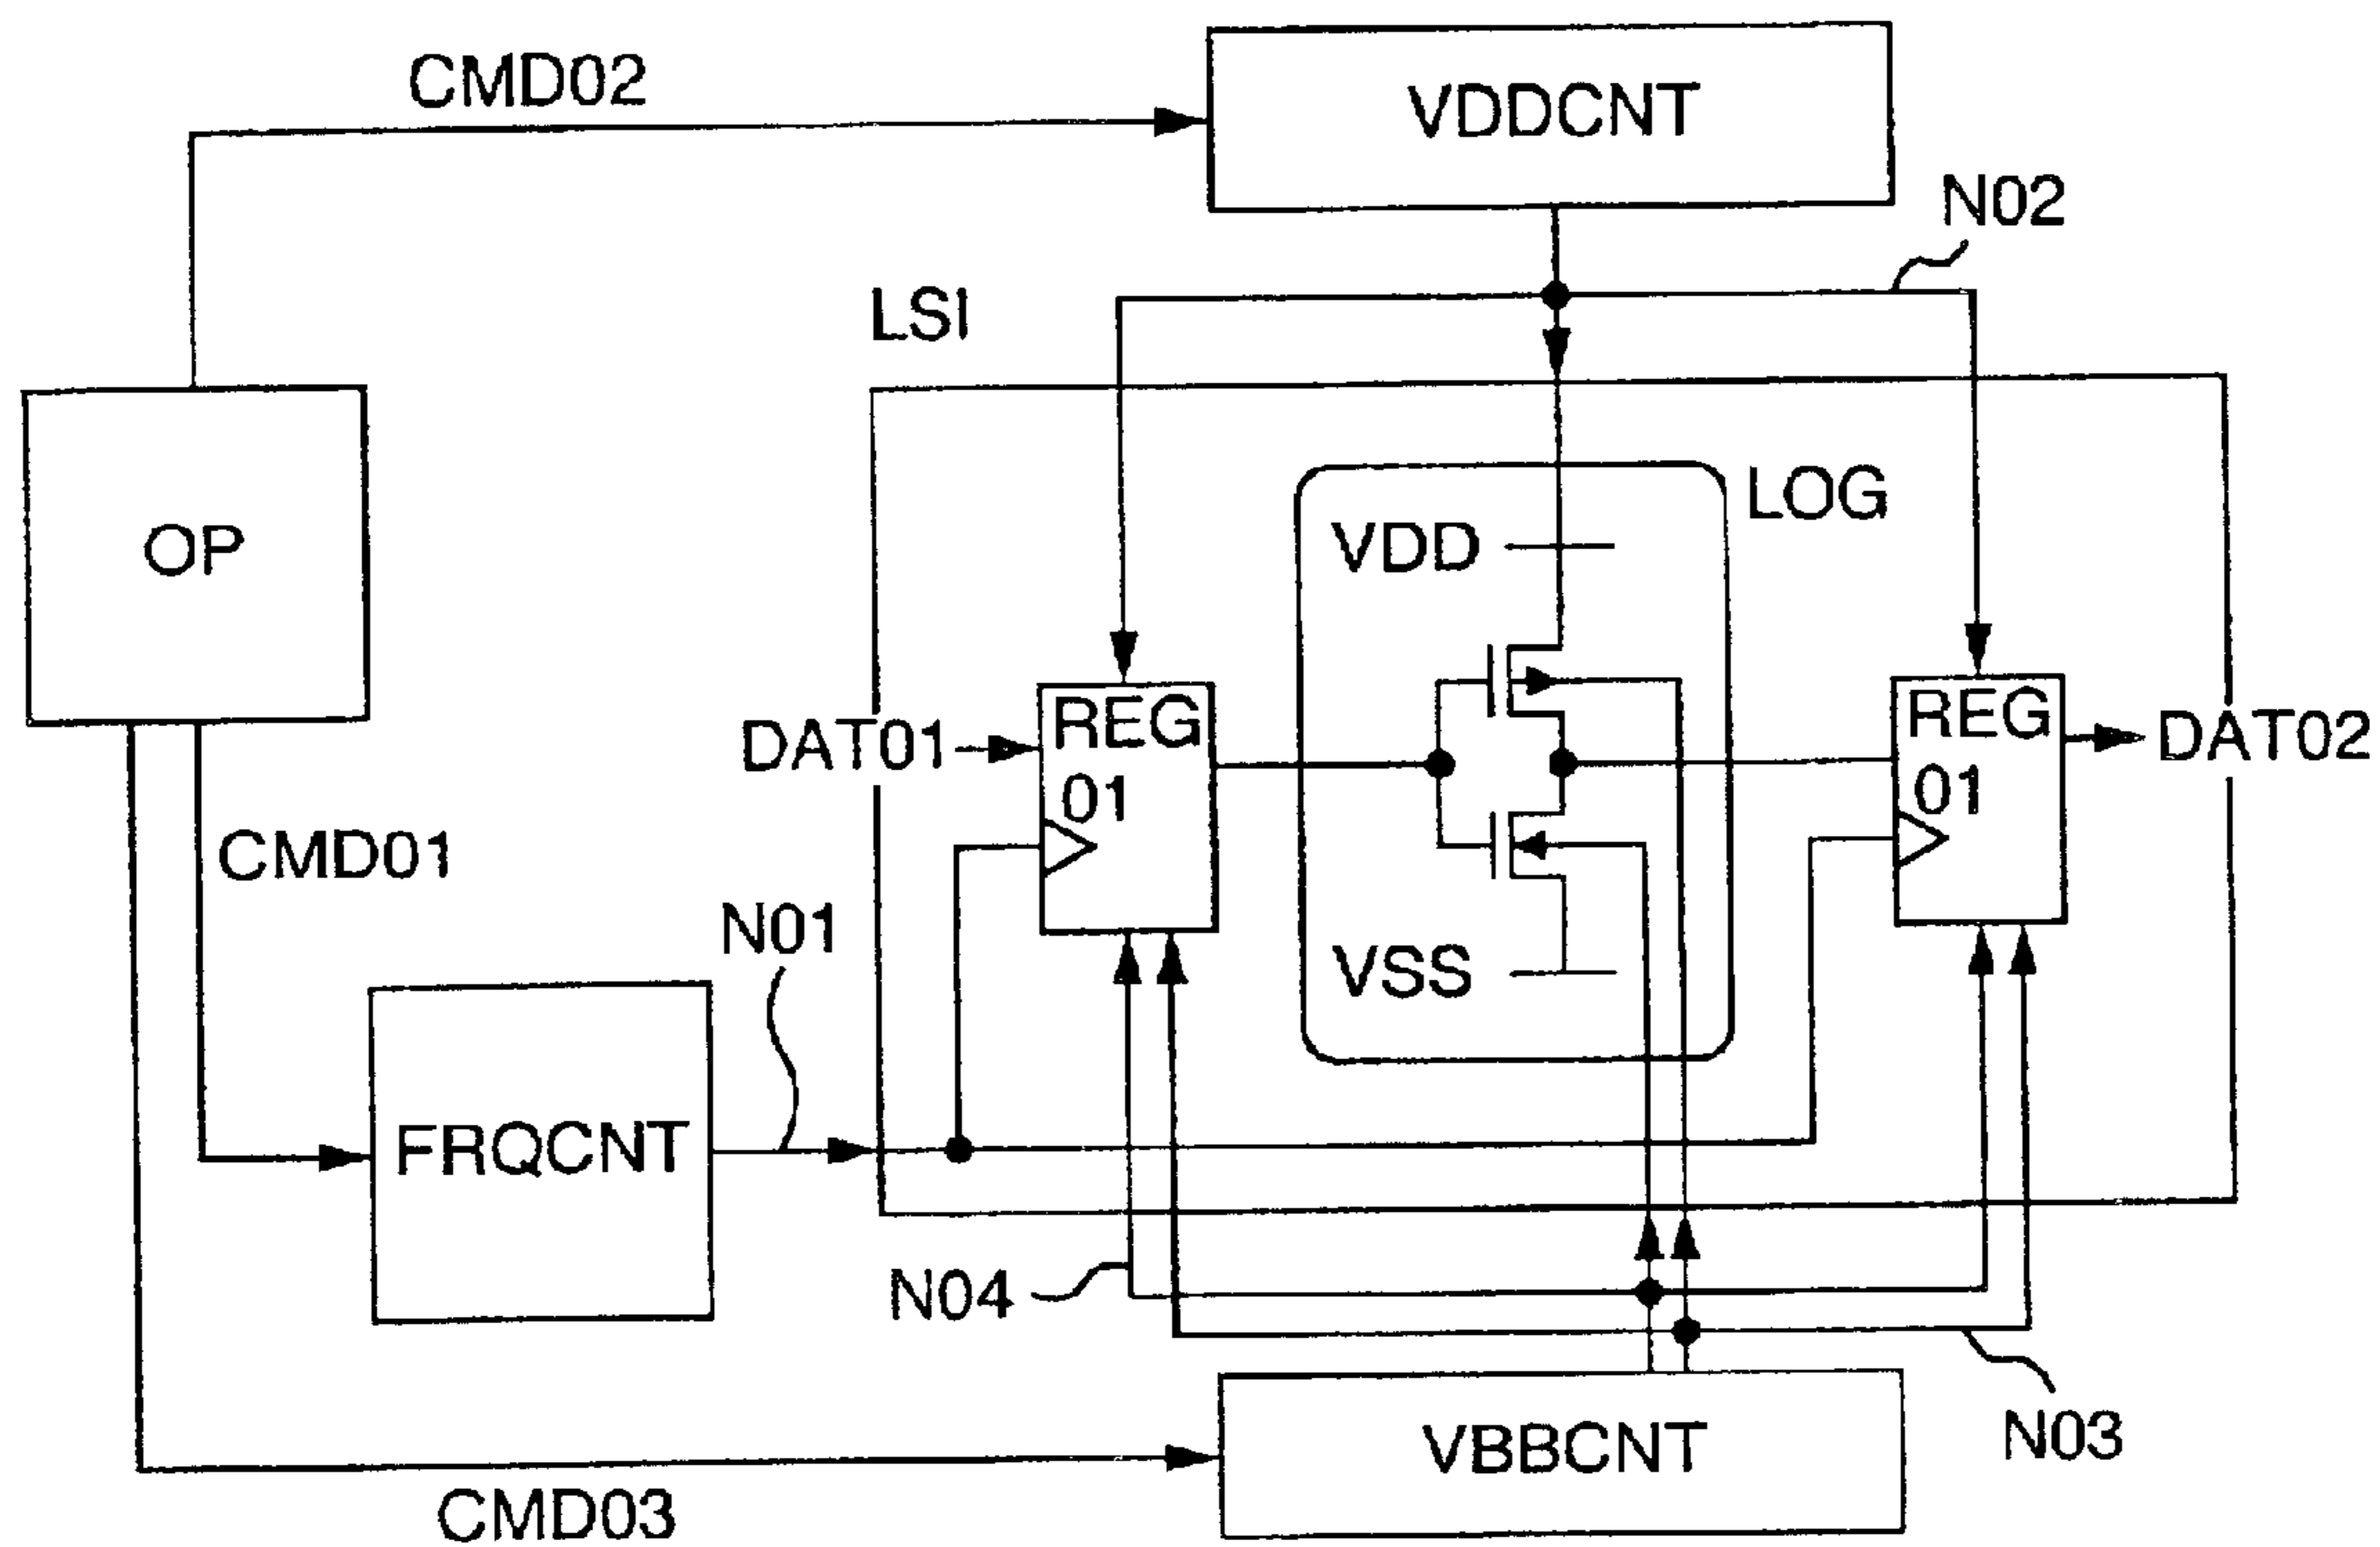 CMD02
VDDCNT
N02
LSI
LOG
OP
VDD
DAT01
REG
01
REG
01
DAT02
CMD01
N01
VSS
FRQCNT
N04
N03
VBBCNT
CMD03